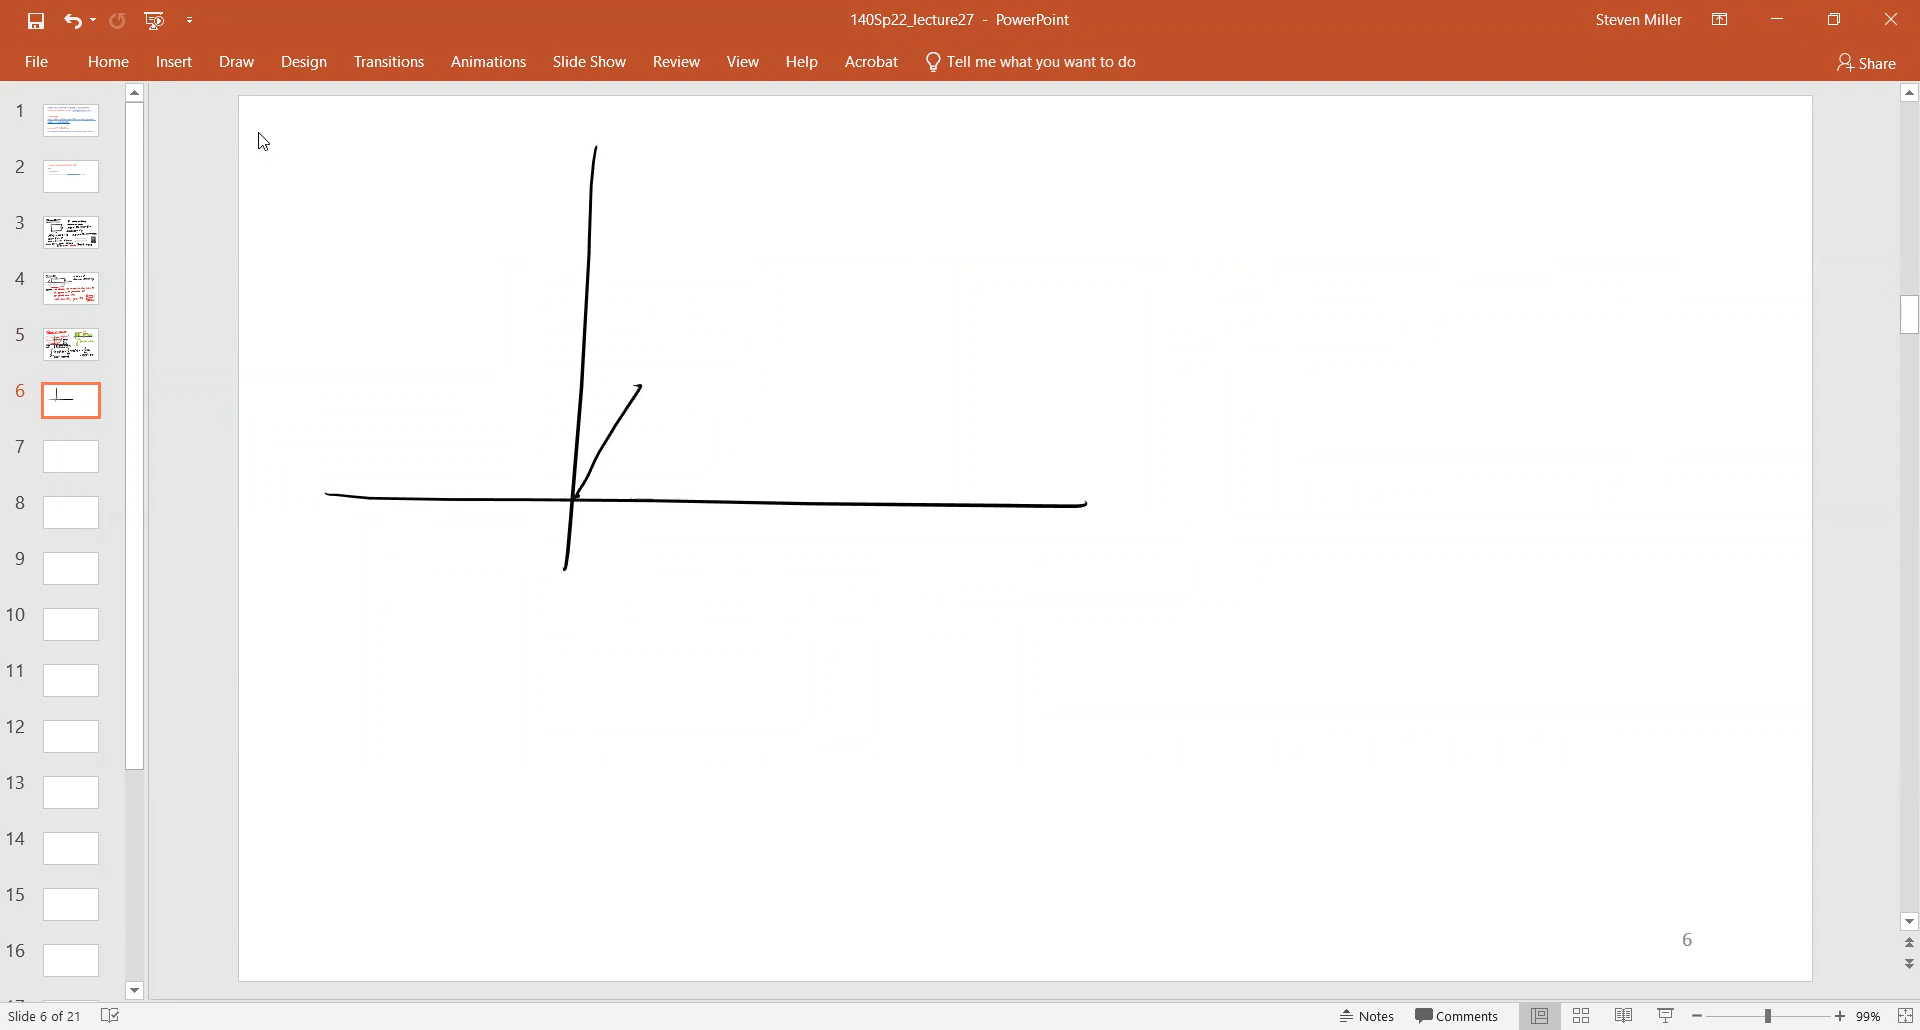 140Sp22_lecture27 - PowerPoint
Steven Miller
File Home Insert Draw Design Transitions Animations Slide Show Review View Help Acrobat Tell me what you want to do
Share
1
2
3
4
5
6
7
8
9
10
11
12
13
14
15
16
6
Slide 6 of 21
Notes Comments 99%